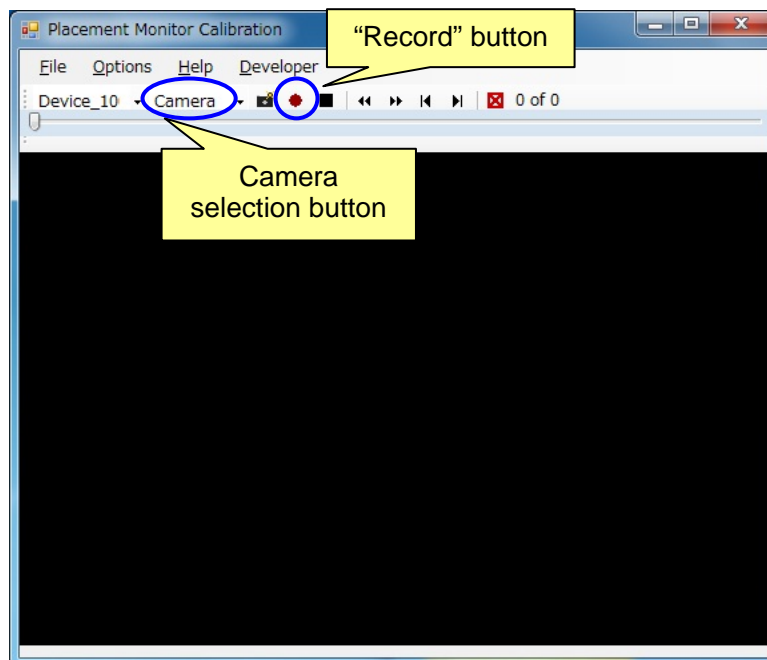 Placement Monitor Calibration
“Record” button
File Options Help Developer
Device_10 Camera 0 of 0
Camera
selection button